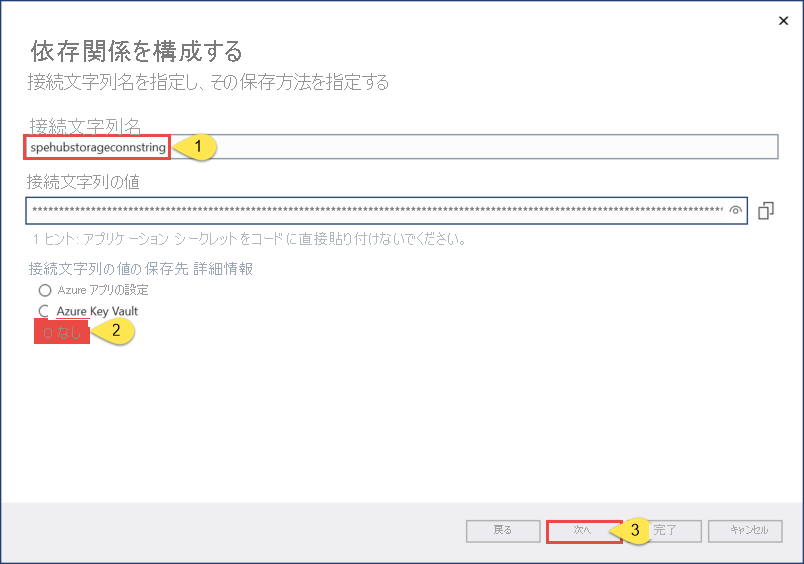 依存関係を構成する
接続文字列名を指定し、その保存方法を指定する
接続文字列名
spehubstorageconnstring
1
接続文字列の値
1 ヒント: アプリケーション シークレットをコードに直接貼り付けないでください。
接続文字列の値の保存先 詳細情報
Azure アプリの設定
Azure Key Vault
O なし
2
戻る
次へ
3
完了
キャンセル